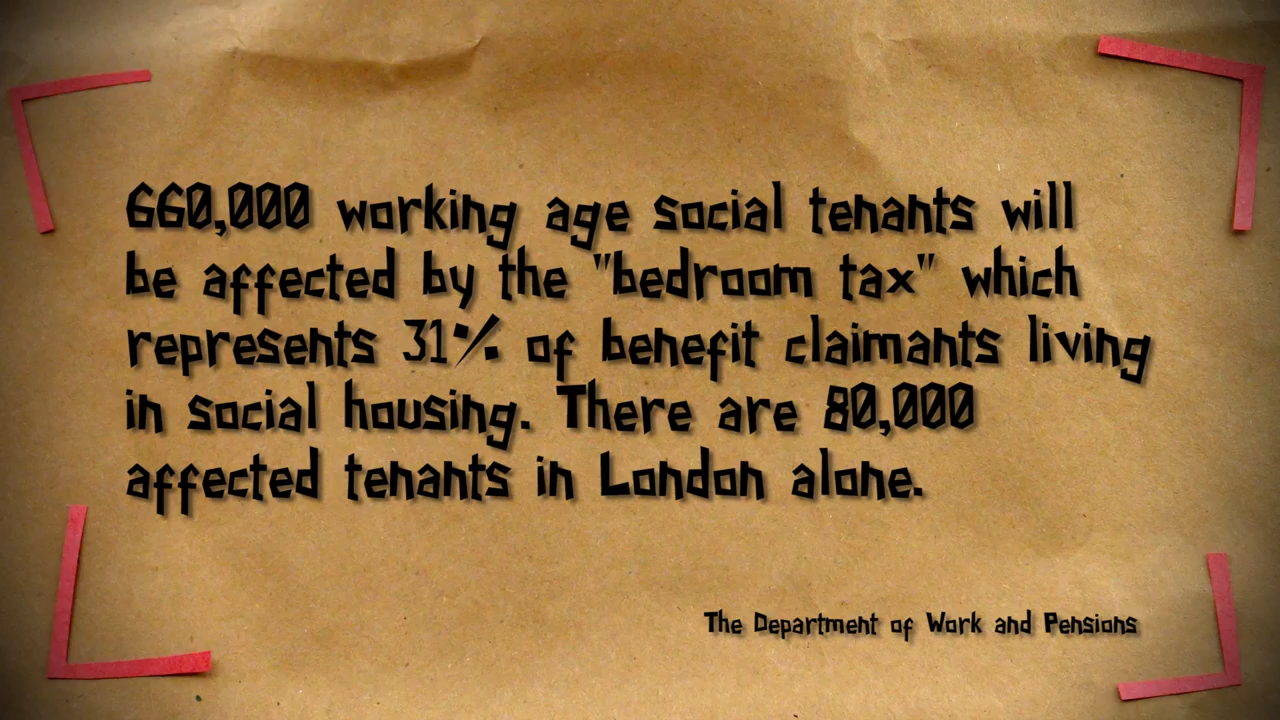 660,000 working age social tenants will
be affected by the "bedroom tax" which
represents 31% of benefit claimants living
in social housing. There are 80,000
affected tenants in London alone.
The Department of Work and Pensions